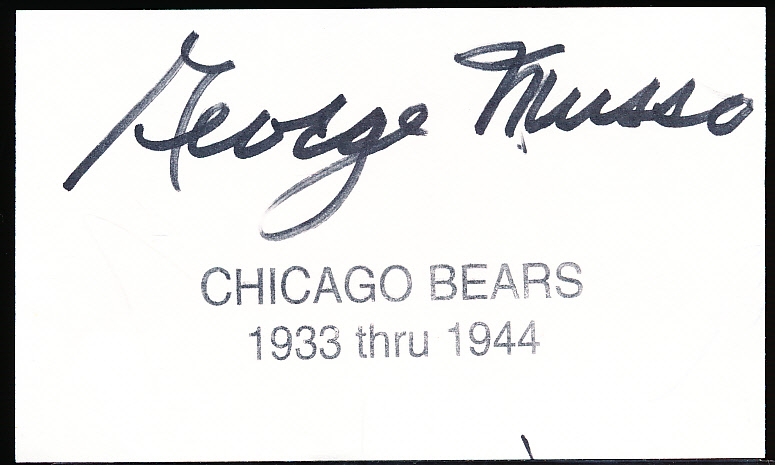 George Musso
CHICAGO BEARS
1933 thru 1944